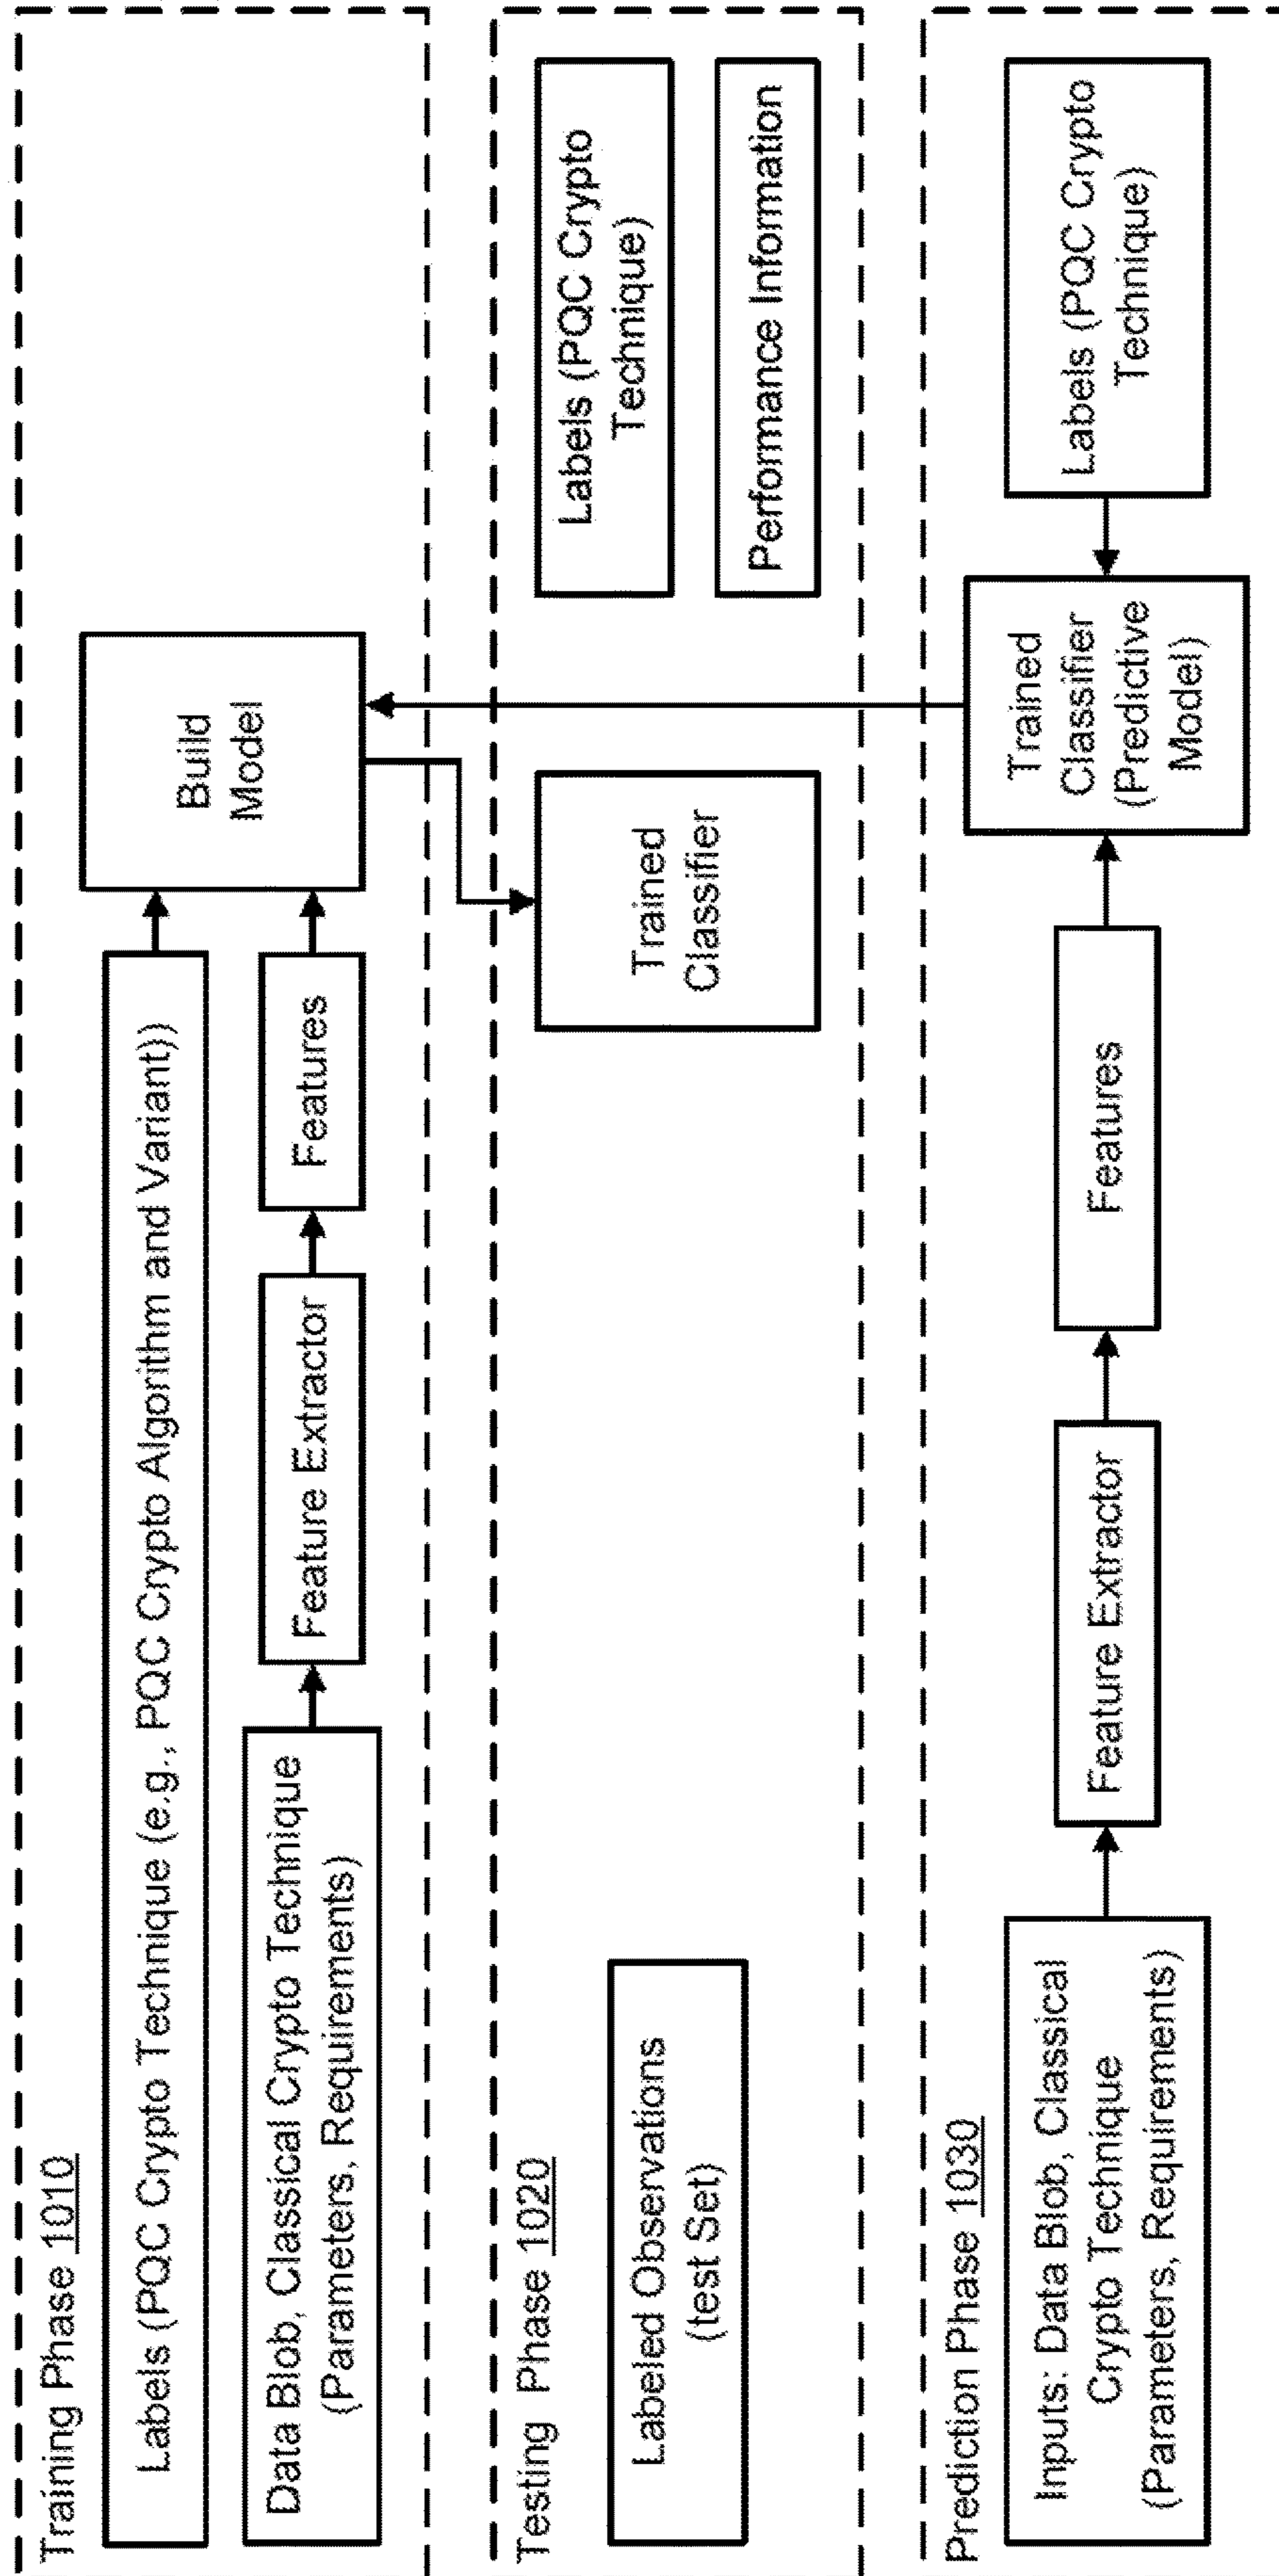 Training Phase 1010
Labels (PQC Crypto Technique (e.g., PQC Crypto Algorithm and Variant))
Data Blob, Classical Crypto Technique
(Parameters, Requirements)
Feature Extractor
Features
Build
Model
Testing Phase 1020
Labeled Observations
(test Set)
Trained
Classifier
Labels (PQC Crypto
Technique)
Performance Information
Prediction Phase 1030
Inputs: Data Blob, Classical
Crypto Technique
(Parameters, Requirements)
Feature Extractor
Features
Trained
Classifier
(Predictive
Model)
Labels (PQC Crypto
Technique)